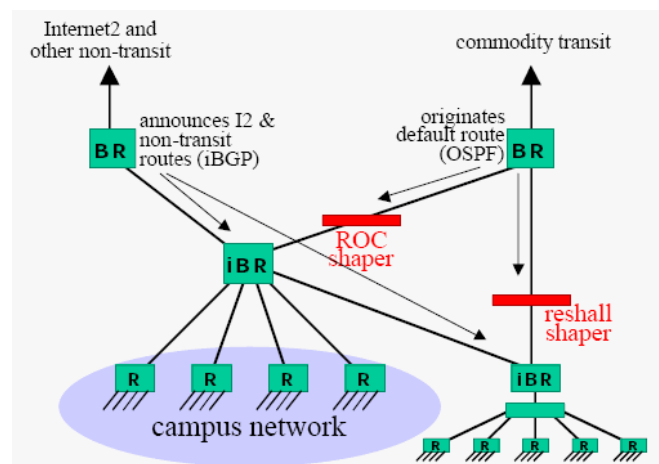 Internet2 and
other non-transit
commodity transit
announces I2 &
non-transit
routes (iBGP)
originates
default route
(OSPF)
BR
BR
ROC
shaper
iBR
reshall
shaper
R
R
R
R
iBR
campus network
R
R
R
R
R